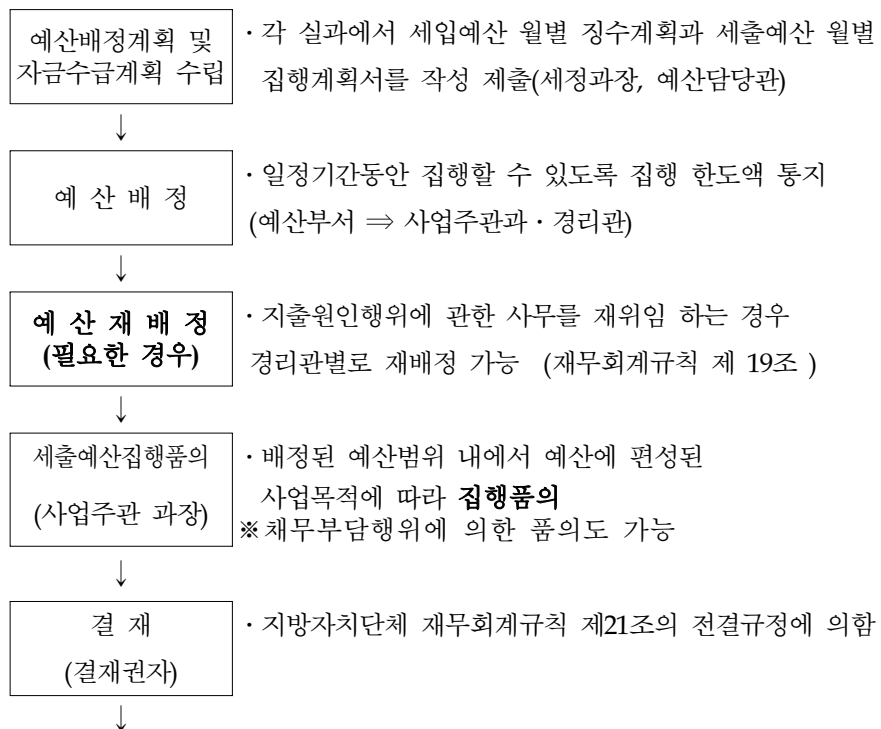 예산배정계획 및
자금수급계획 수립
· 각 실과에서 세입예산 월별 징수계획과 세출예산 월별
집행계획서를 작성 제출(세정과장, 예산담당관)
↓
예 산 배 정
· 일정기간동안 집행할 수 있도록 집행 한도액 통지
(예산부서 ⇒ 사업주관과 · 경리관)
↓
예 산 재 배 정
(필요한 경우)
· 지출원인행위에 관한 사무를 재위임 하는 경우
경리관별로 재배정 가능 (재무회계규칙 제 19조 )
↓
세출예산집행품의
(사업주관 과장)
· 배정된 예산범위 내에서 예산에 편성된
사업목적에 따라 집행품의
※채무부담행위에 의한 품의도 가능
↓
결 재
(결재권자)
· 지방자치단체 재무회계규칙 제21조의 전결규정에 의함
↓